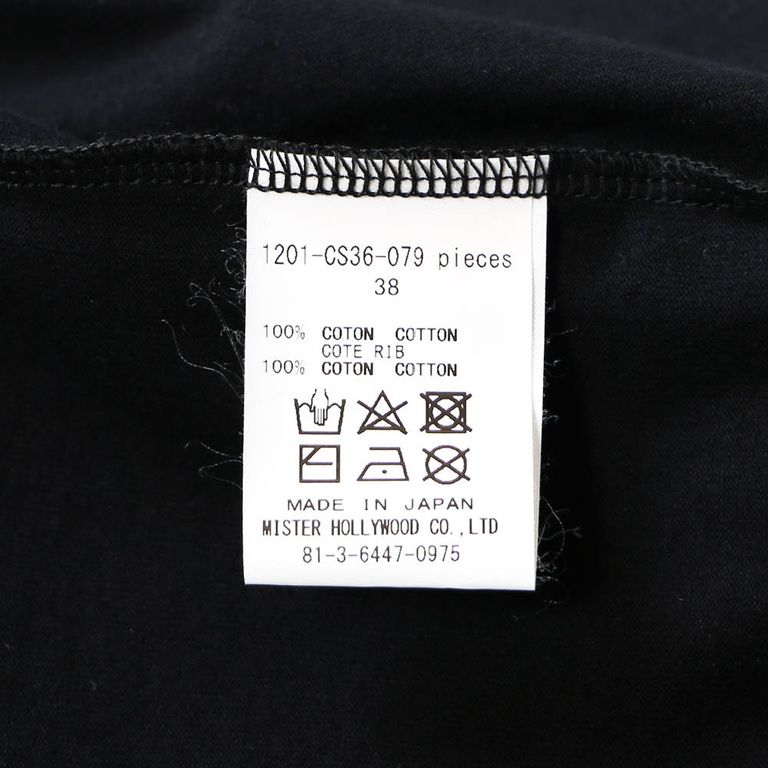 1201-CS36-079 pieces
38
100% COTON COTTON
COTE RIB
100% COTON COTTON
MADE IN JAPAN
MISTER HOLLYWOOD CO.,LTD
81-3-6447-0975